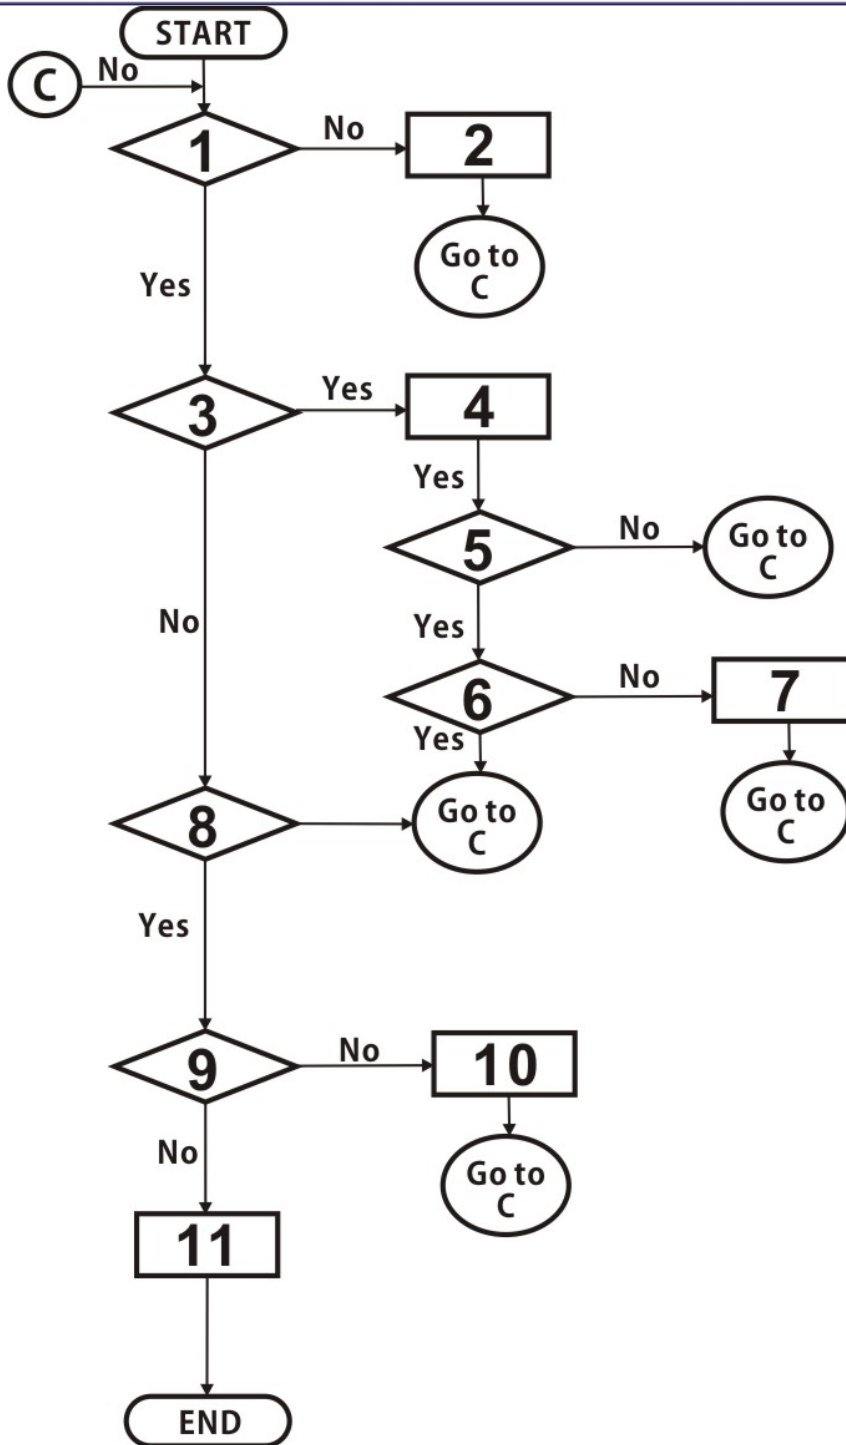 START
C
No
1
No
2
Go to
C
Yes
3
Yes
4
Yes
5
No
Go to
C
No
Yes
6
No
7
Yes
Go to
C
8
Go to
C
Yes
9
No
10
No
Go to
C
11
END